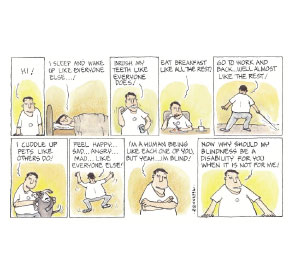 HI!
I SLEEP AND WAKE
UP LIKE EVERYONE
ELSE...!
BRUSH MY
TEETH LIKE
EVERYONE
DOES!
EAT BREAKFAST
LIKE ALL THE REST!
GO TO WORK AND
BACK...WELL ALMOST
LIKE THE REST!
I CUDDLE UP
PETS LIKE
OTHERS DO!
FEEL HAPPY...
SAD...ANGRY...
MAD...LIKE
EVERYONE ELSE!
I'M A HUMAN BEING
LIKE EACH ONE OF YOU,
BUT YEAH...I'M BLIND!
NOW WHY SHOULD MY
BLINDNESS BE A
DISABILITY FOR YOU
WHEN IT IS NOT FOR ME!